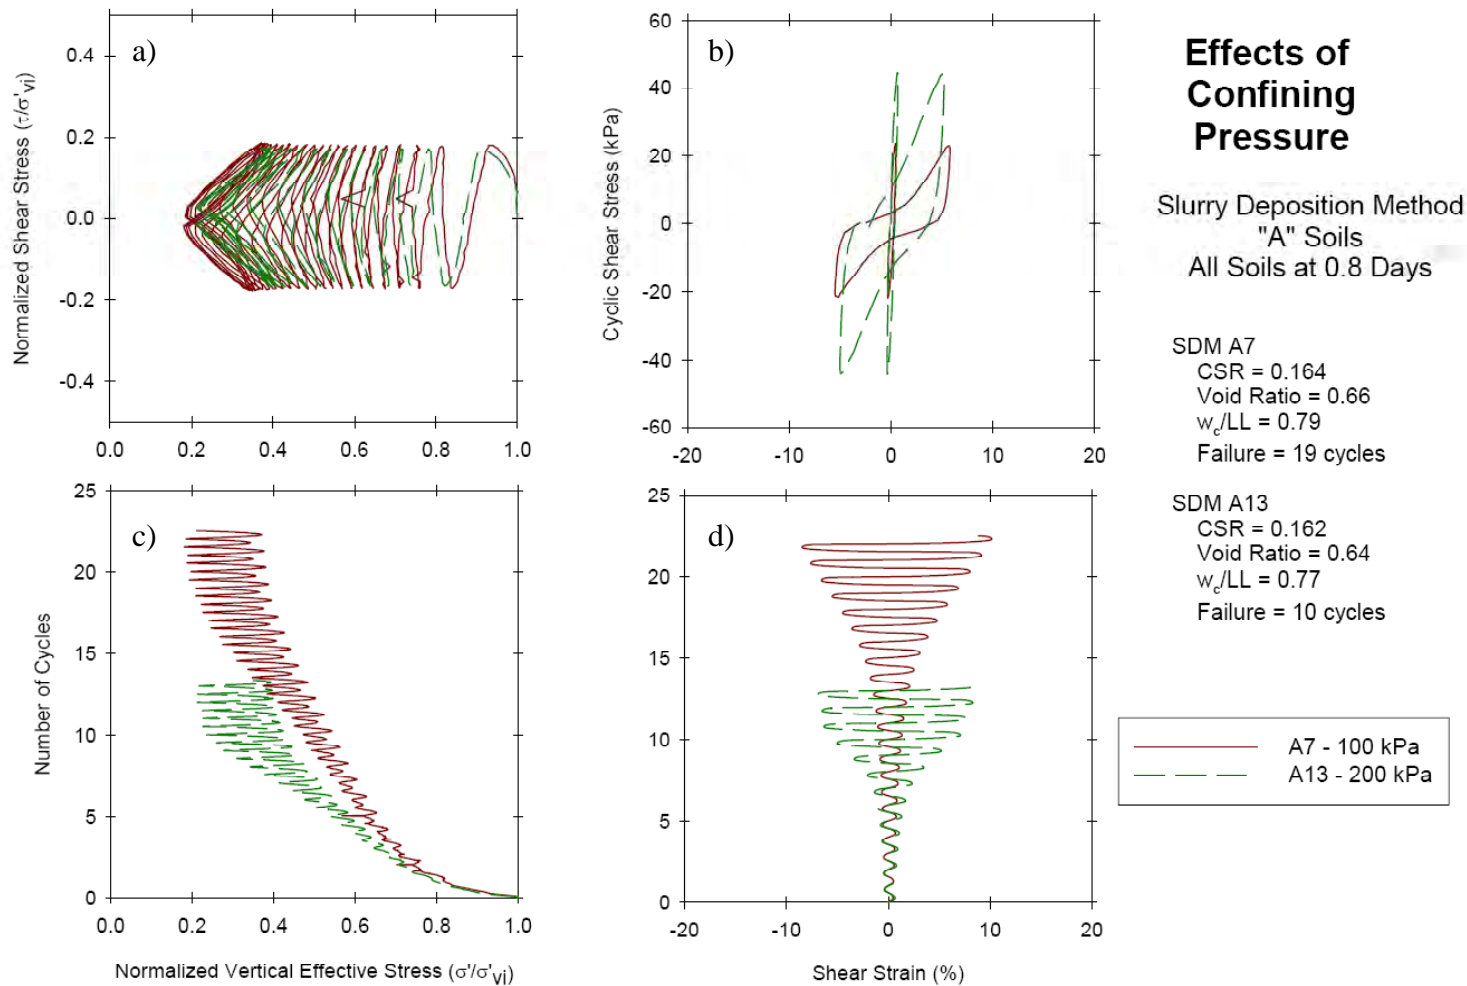 a)
Normalized Shear Stress (τ/σ'vi)
0.4
0.2
0.0
-0.2
-0.4
0.0 0.2 0.4 0.6 0.8 1.0
b)
Cyclic Shear Stress (kPa)
60
40
20
0
-20
-40
-60
-20 -10 0 10 20
Effects of
Confining
Pressure
Slurry Deposition Method
"A" Soils
All Soils at 0.8 Days
SDM A7
CSR = 0.164
Void Ratio = 0.66
wc/LL = 0.79
Failure = 19 cycles
SDM A13
CSR = 0.162
Void Ratio = 0.64
wc/LL = 0.77
Failure = 10 cycles
c)
Number of Cycles
25
20
15
10
5
0
0.0 0.2 0.4 0.6 0.8 1.0
Normalized Vertical Effective Stress (σ'/σ'vi)
d)
25
20
15
10
5
0
-20 -10 0 10 20
Shear Strain (%)
A7 - 100 kPa
A13 - 200 kPa